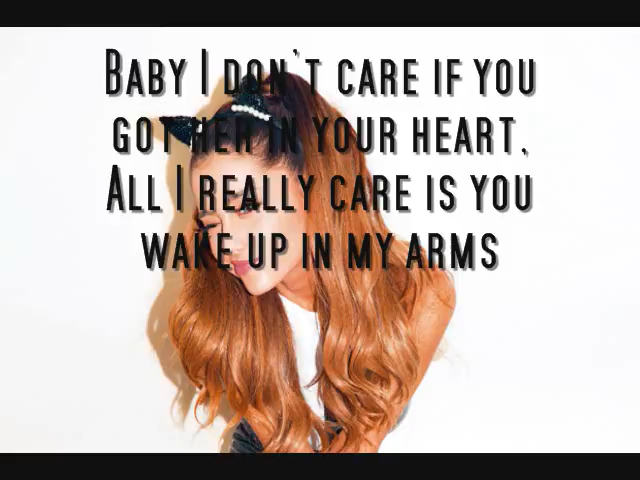 Baby I don't care if you
got her in your heart,
All I really care is you
wake up in my arms